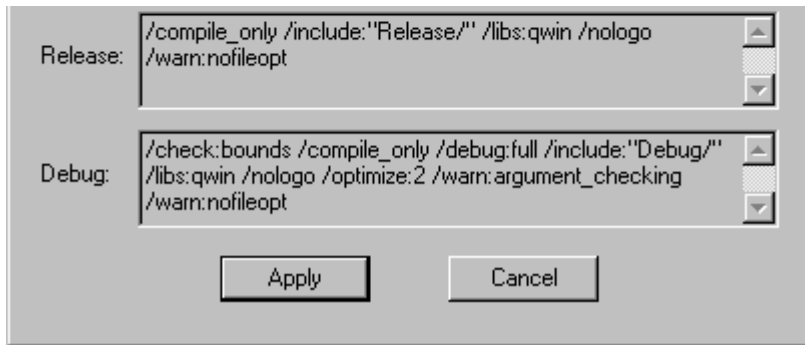 Release:
/compile_only /include:"Release/" /libs:qwin /nologo
/warn:nofileopt
Debug:
/check:bounds /compile_only /debug:full /include:"Debug/"
/libs:qwin /nologo /optimize:2 /warn:argument_checking
/warn:nofileopt
Apply Cancel